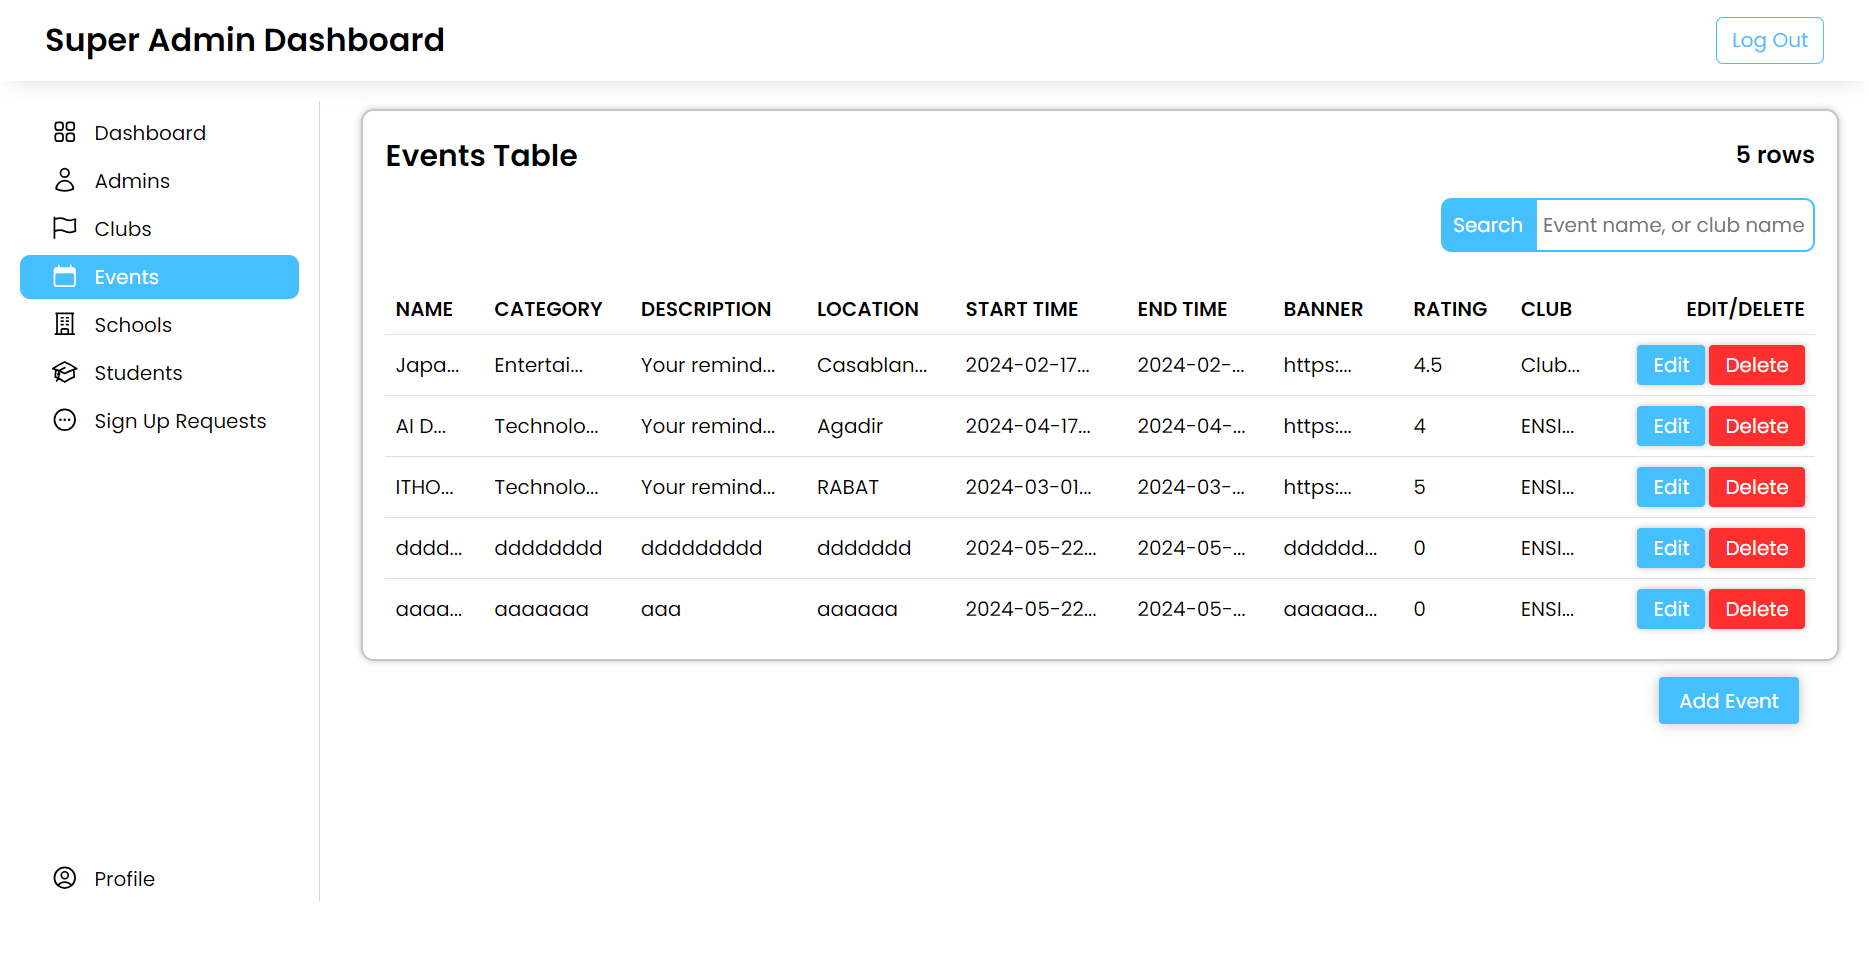 Super Admin Dashboard
Log Out
Dashboard
Admins
Clubs
Events
Schools
Students
Sign Up Requests
Profile
Events Table
5 rows
Search Event name, or club name
NAME CATEGORY DESCRIPTION LOCATION START TIME END TIME BANNER RATING CLUB EDIT/DELETE
Japa... Entertai... Your remind... Casablan... 2024-02-17... 2024-02-... https:... 4.5 Club... Edit Delete
AI D... Technolo... Your remind... Agadir 2024-04-17... 2024-04-... https:... 4 ENSI... Edit Delete
ITHO... Technolo... Your remind... RABAT 2024-03-01... 2024-03-... https:... 5 ENSI... Edit Delete
dddd... dddddddd ddddddddd ddddddd 2024-05-22... 2024-05-... dddddd... 0 ENSI... Edit Delete
aaaa... aaaaaaa aaa aaaaaa 2024-05-22... 2024-05-... aaaaaa... 0 ENSI... Edit Delete
Add Event